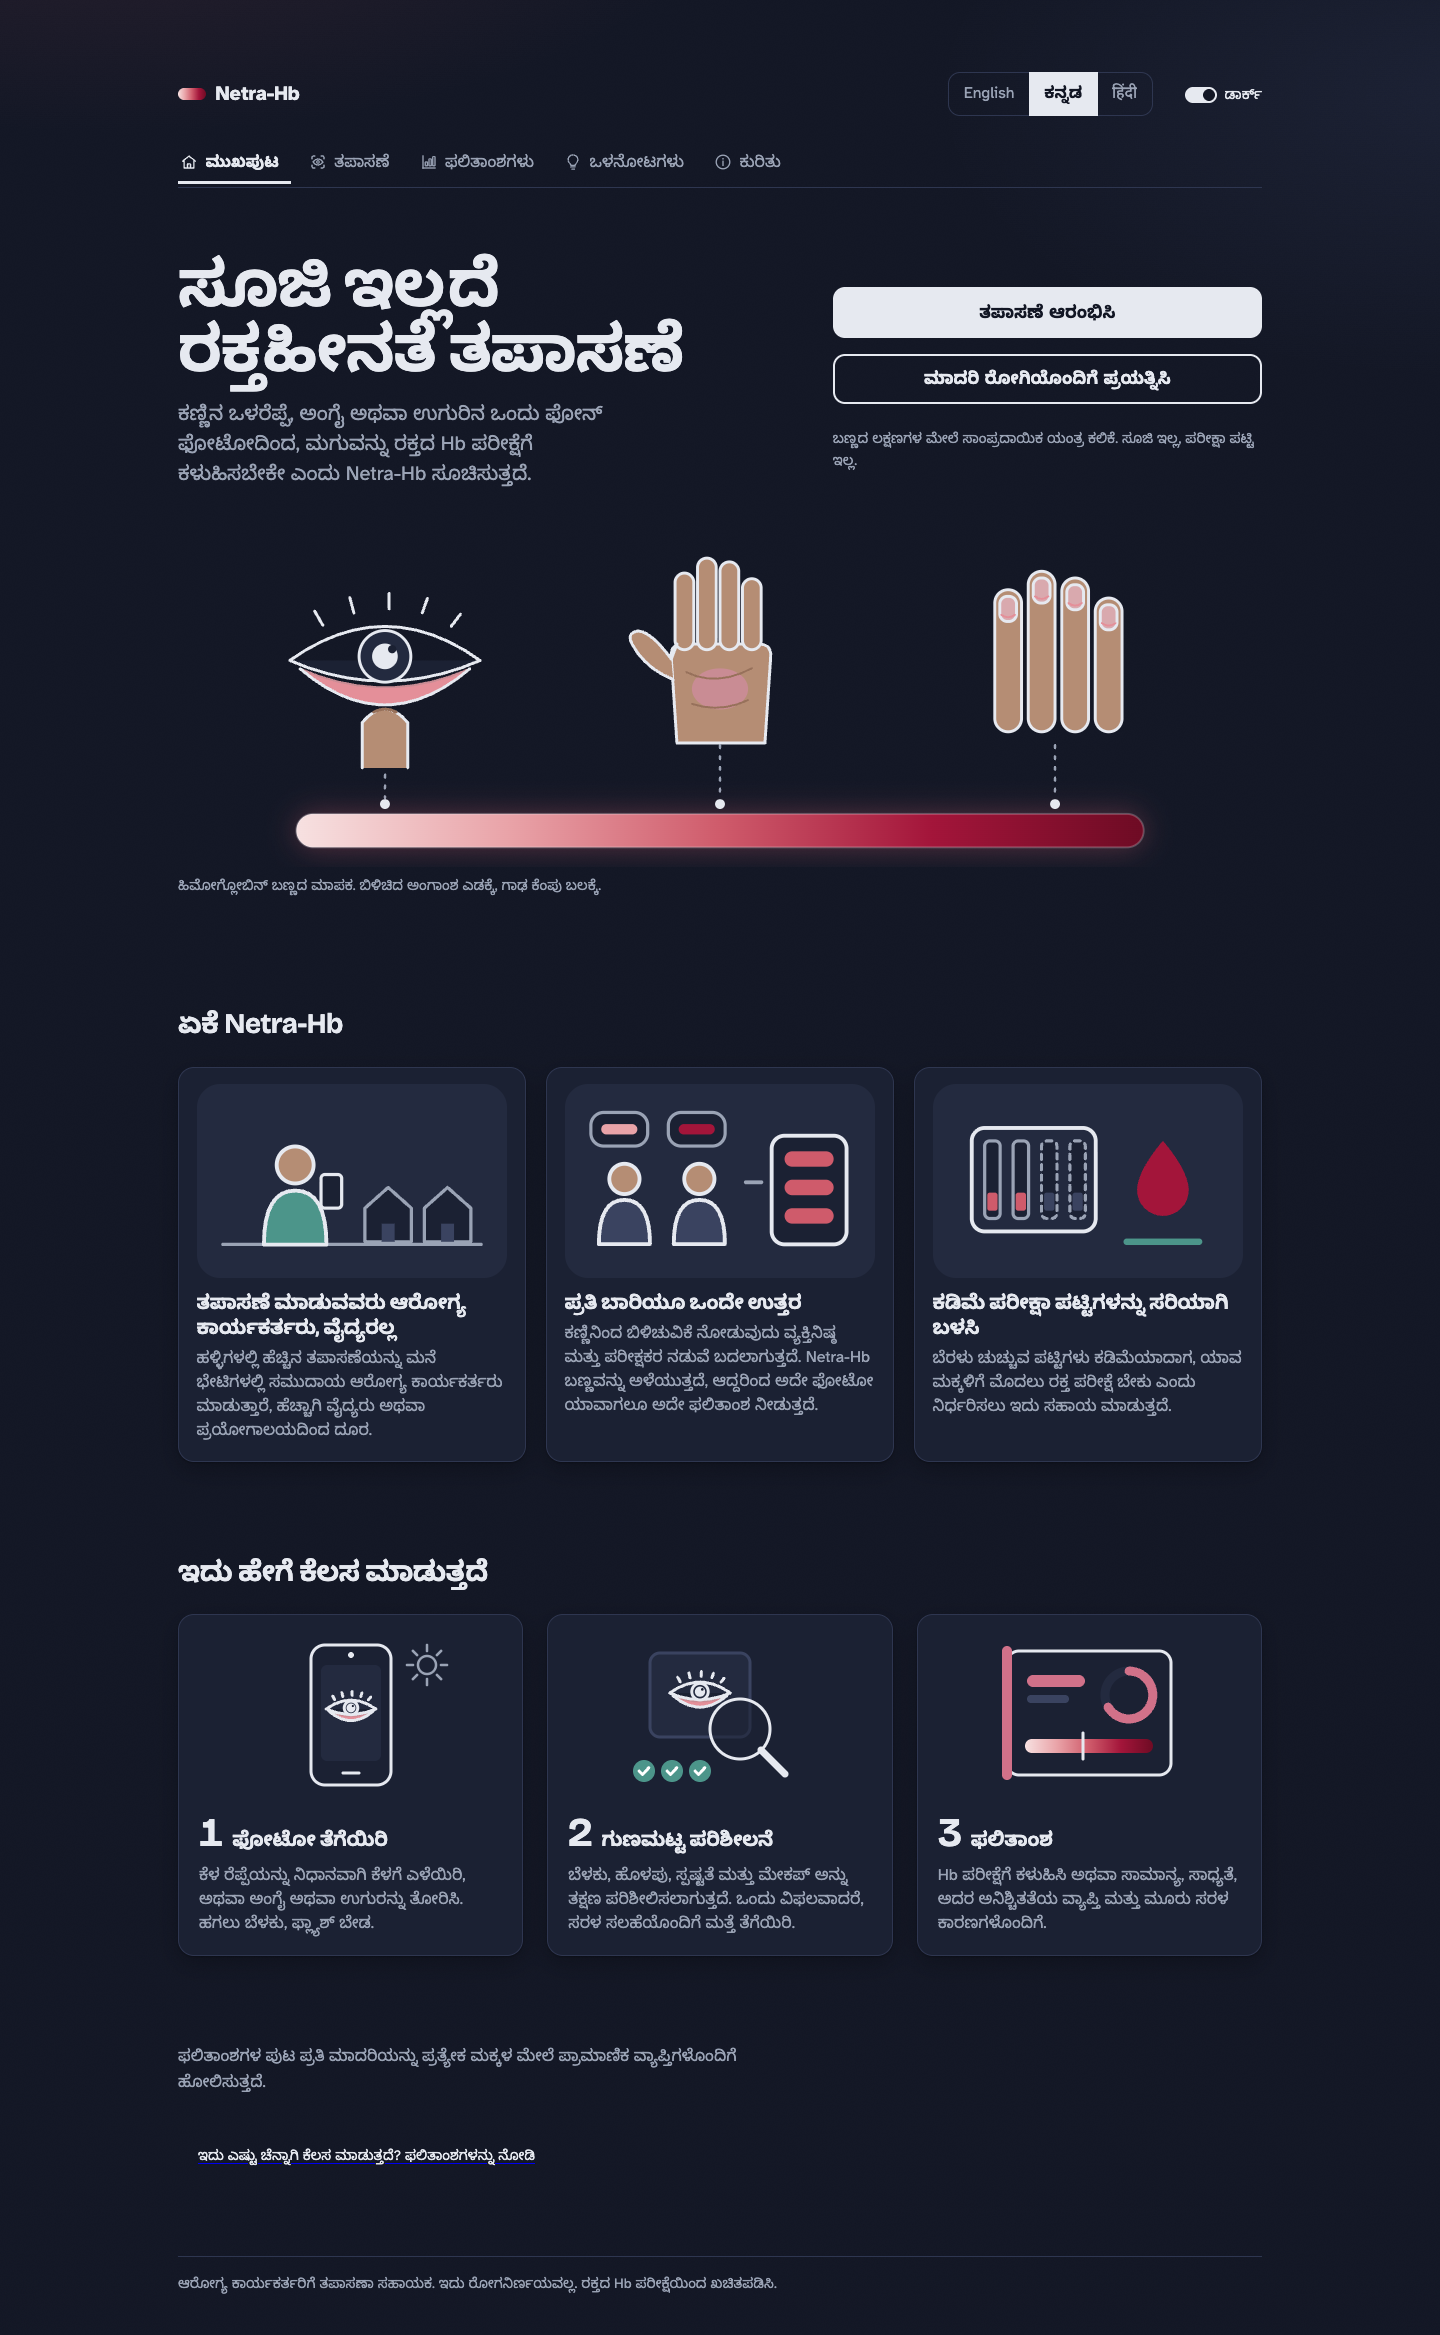 Netra-Hb
English
ಕನ್ನಡ
हिंदी
ಡಾರ್ಕ್
ಮುಖಪುಟ
ತಪಾಸಣೆ
ಫಲಿತಾಂಶಗಳು
ಒಳನೋಟಗಳು
ಕುರಿತು
ಸೂಜಿ ಇಲ್ಲದೆ
ರಕ್ತಹೀನತೆ ತಪಾಸಣೆ
ಕಣ್ಣಿನ ಒಳರೆಪ್ಪೆ, ಅಂಗೈ ಅಥವಾ ಉಗುರಿನ ಒಂದು ಫೋನ್
ಫೋಟೋದಿಂದ, ಮಗುವನ್ನು ರಕ್ತದ Hb ಪರೀಕ್ಷೆಗೆ
ಕಳುಹಿಸಬೇಕೇ ಎಂದು Netra-Hb ಸೂಚಿಸುತ್ತದೆ.
ತಪಾಸಣೆ ಆರಂಭಿಸಿ
ಮಾದರಿ ರೋಗಿಯೊಂದಿಗೆ ಪ್ರಯತ್ನಿಸಿ
ಬಣ್ಣದ ಲಕ್ಷಣಗಳ ಮೇಲೆ ಸಾಂಪ್ರದಾಯಿಕ ಯಂತ್ರ ಕಲಿಕೆ. ಸೂಜಿ ಇಲ್ಲ, ಪರೀಕ್ಷಾ ಪಟ್ಟಿ
ಇಲ್ಲ.
ಹಿಮೋಗ್ಲೋಬಿನ್ ಬಣ್ಣದ ಮಾಪಕ. ಬಿಳಿಚಿದ ಅಂಗಾಂಶ ಎಡಕ್ಕೆ, ಗಾಢ ಕೆಂಪು ಬಲಕ್ಕೆ.
ಏಕೆ Netra-Hb
ತಪಾಸಣೆ ಮಾಡುವವರು ಆರೋಗ್ಯ
ಕಾರ್ಯಕರ್ತರು, ವೈದ್ಯರಲ್ಲ
ಹಳ್ಳಿಗಳಲ್ಲಿ ಹೆಚ್ಚಿನ ತಪಾಸಣೆಯನ್ನು ಮನೆ
ಭೇಟಿಗಳಲ್ಲಿ ಸಮುದಾಯ ಆರೋಗ್ಯ ಕಾರ್ಯಕರ್ತರು
ಮಾಡುತ್ತಾರೆ, ಹೆಚ್ಚಾಗಿ ವೈದ್ಯರು ಅಥವಾ
ಪ್ರಯೋಗಾಲಯದಿಂದ ದೂರ.
ಪ್ರತಿ ಬಾರಿಯೂ ಒಂದೇ ಉತ್ತರ
ಕಣ್ಣಿನಿಂದ ಬಿಳಿಚುವಿಕೆ ನೋಡುವುದು ವ್ಯಕ್ತಿನಿಷ್ಠ
ಮತ್ತು ಪರೀಕ್ಷಕರ ನಡುವೆ ಬದಲಾಗುತ್ತದೆ. Netra-Hb
ಬಣ್ಣವನ್ನು ಅಳೆಯುತ್ತದೆ, ಆದ್ದರಿಂದ ಅದೇ ಫೋಟೋ
ಯಾವಾಗಲೂ ಅದೇ ಫಲಿತಾಂಶ ನೀಡುತ್ತದೆ.
ಕಡಿಮೆ ಪರೀಕ್ಷಾ ಪಟ್ಟಿಗಳನ್ನು ಸರಿಯಾಗಿ
ಬಳಸಿ
ಬೆರಳು ಚುಚ್ಚುವ ಪಟ್ಟಿಗಳು ಕಡಿಮೆಯಾದಾಗ, ಯಾವ
ಮಕ್ಕಳಿಗೆ ಮೊದಲು ರಕ್ತ ಪರೀಕ್ಷೆ ಬೇಕು ಎಂದು
ನಿರ್ಧರಿಸಲು ಇದು ಸಹಾಯ ಮಾಡುತ್ತದೆ.
ಇದು ಹೇಗೆ ಕೆಲಸ ಮಾಡುತ್ತದೆ
1 ಫೋಟೋ ತೆಗೆಯಿರಿ
ಕೆಳ ರೆಪ್ಪೆಯನ್ನು ನಿಧಾನವಾಗಿ ಕೆಳಗೆ ಎಳೆಯಿರಿ,
ಅಥವಾ ಅಂಗೈ ಅಥವಾ ಉಗುರನ್ನು ತೋರಿಸಿ.
ಹಗಲು ಬೆಳಕು, ಫ್ಲ್ಯಾಶ್ ಬೇಡ.
2 ಗುಣಮಟ್ಟ ಪರಿಶೀಲನೆ
ಬೆಳಕು, ಹೊಳಪು, ಸ್ಪಷ್ಟತೆ ಮತ್ತು ಮೇಕಪ್ ಅನ್ನು
ತಕ್ಷಣ ಪರಿಶೀಲಿಸಲಾಗುತ್ತದೆ. ಒಂದು ವಿಫಲವಾದರೆ,
ಸರಳ ಸಲಹೆಯೊಂದಿಗೆ ಮತ್ತೆ ತೆಗೆಯಿರಿ.
3 ಫಲಿತಾಂಶ
Hb ಪರೀಕ್ಷೆಗೆ ಕಳುಹಿಸಿ ಅಥವಾ ಸಾಮಾನ್ಯ, ಸಾಧ್ಯತೆ,
ಅದರ ಅನಿಶ್ಚಿತತೆಯ ವ್ಯಾಪ್ತಿ ಮತ್ತು ಮೂರು ಸರಳ
ಕಾರಣಗಳೊಂದಿಗೆ.
ಫಲಿತಾಂಶಗಳ ಪುಟ ಪ್ರತಿ ಮಾದರಿಯನ್ನು ಪ್ರತ್ಯೇಕ ಮಕ್ಕಳ ಮೇಲೆ ಪ್ರಾಮಾಣಿಕ ವ್ಯಾಪ್ತಿಗಳೊಂದಿಗೆ
ಹೋಲಿಸುತ್ತದೆ.
ಇದು ಎಷ್ಟು ಚೆನ್ನಾಗಿ ಕೆಲಸ ಮಾಡುತ್ತದೆ? ಫಲಿತಾಂಶಗಳನ್ನು ನೋಡಿ
ಆರೋಗ್ಯ ಕಾರ್ಯಕರ್ತರಿಗೆ ತಪಾಸಣಾ ಸಹಾಯಕ. ಇದು ರೋಗನಿರ್ಣಯವಲ್ಲ. ರಕ್ತದ Hb ಪರೀಕ್ಷೆಯಿಂದ ಖಚಿತಪಡಿಸಿ.